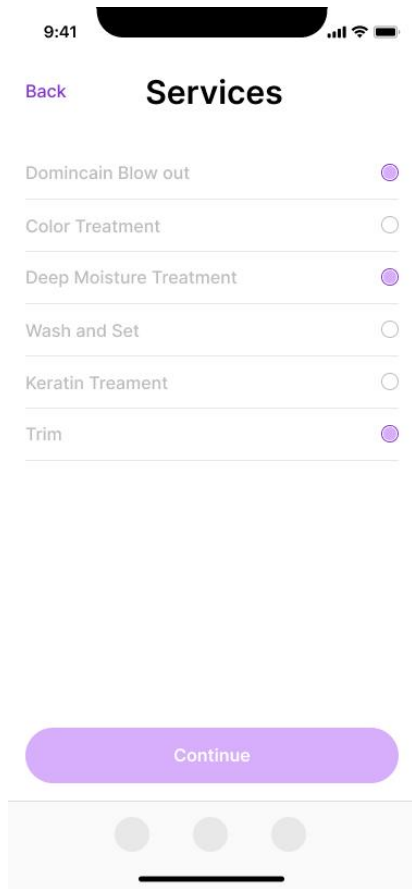 9:41
Back
Services
Domincain Blow out
Color Treatment
Deep Moisture Treatment
Wash and Set
Keratin Treament
Trim
Continue